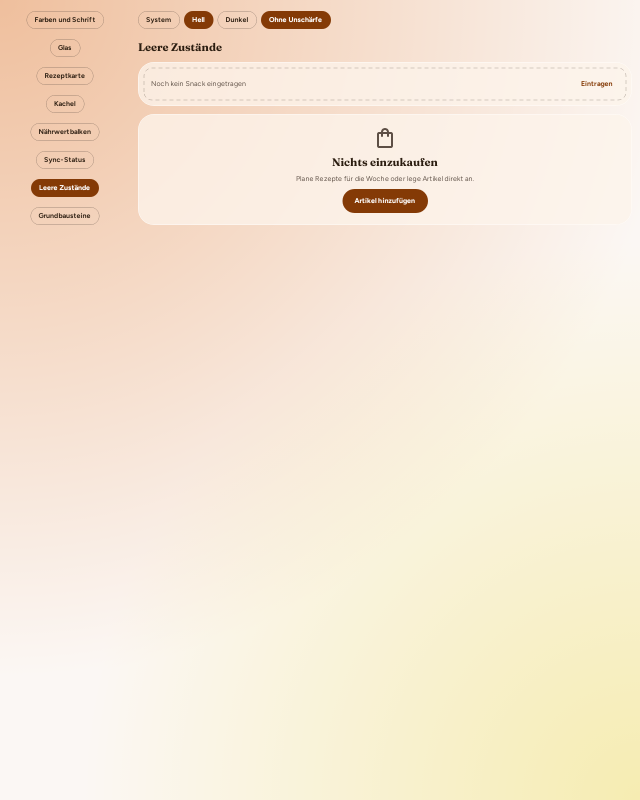 Farben und Schrift
Glas
Rezeptkarte
Kachel
Nährwertbalken
Sync-Status
Leere Zustände
Grundbausteine
System
Hell
Dunkel
Ohne Unschärfe
Leere Zustände
Noch kein Snack eingetragen
Eintragen
Nichts einzukaufen
Plane Rezepte für die Woche oder lege Artikel direkt an.
Artikel hinzufügen